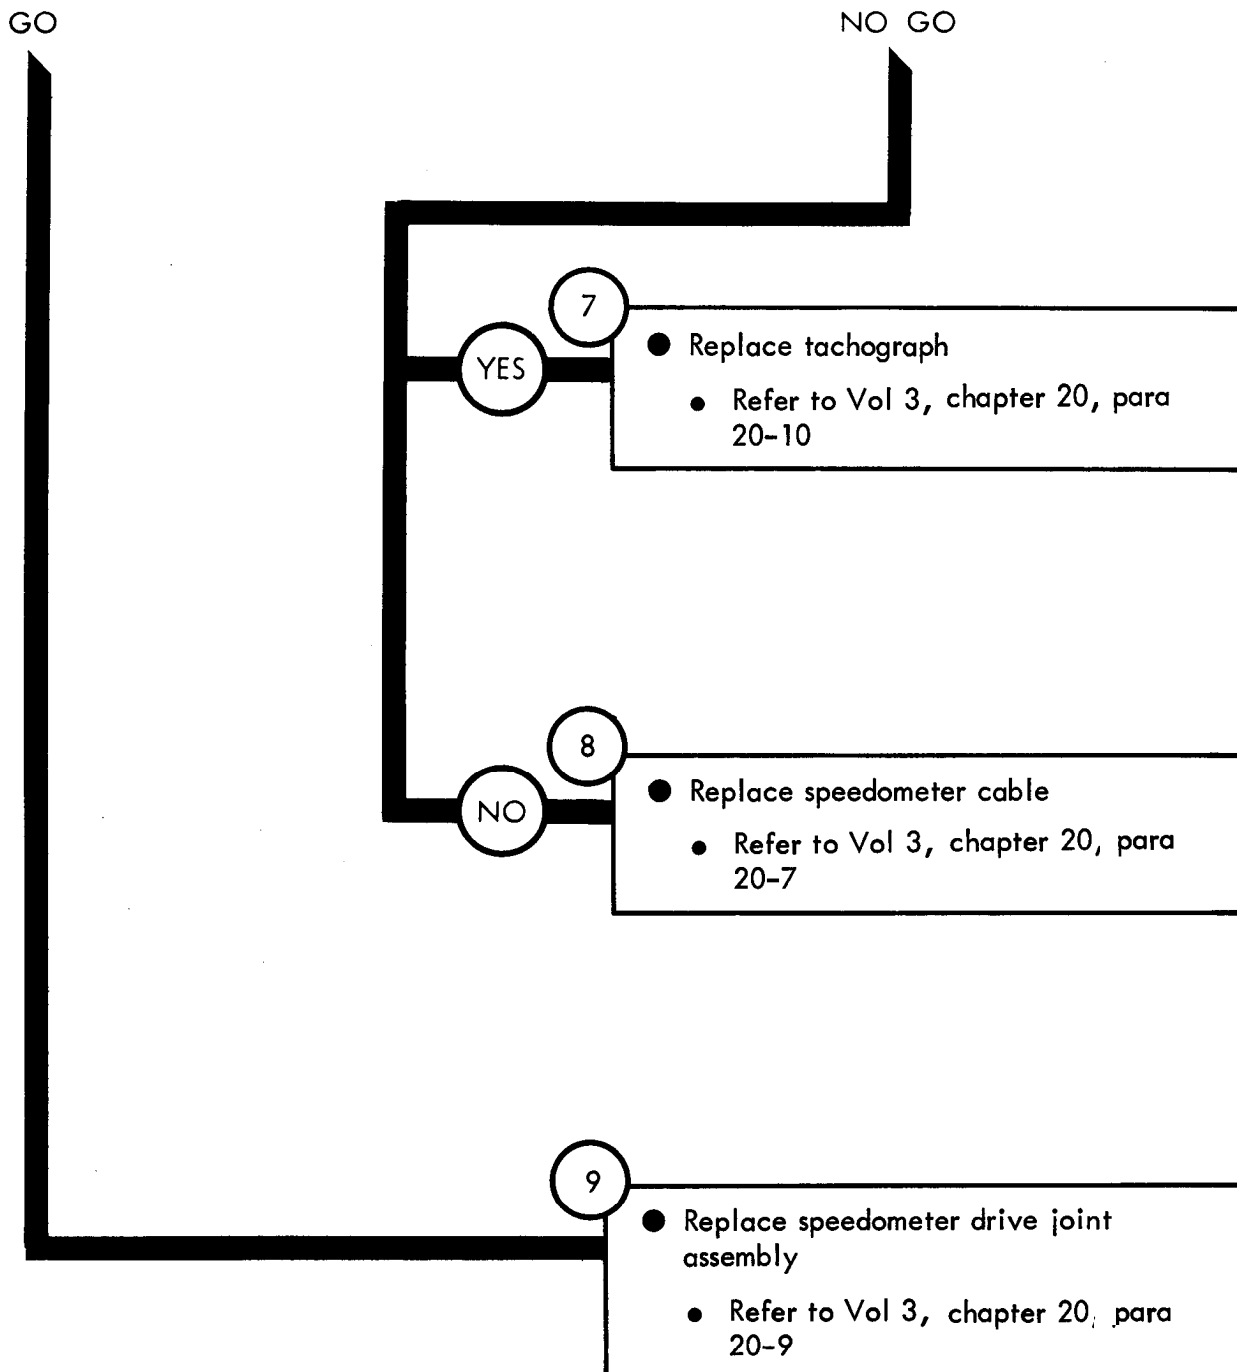 GO
NO GO
7
● Replace tachograph
YES
● Refer to Vol 3, chapter 20, para
20-10
8
● Replace speedometer cable
NO
● Refer to Vol 3, chapter 20, para
20-7
9
● Replace speedometer drive joint
assembly
● Refer to Vol 3, chapter 20, para
20-9